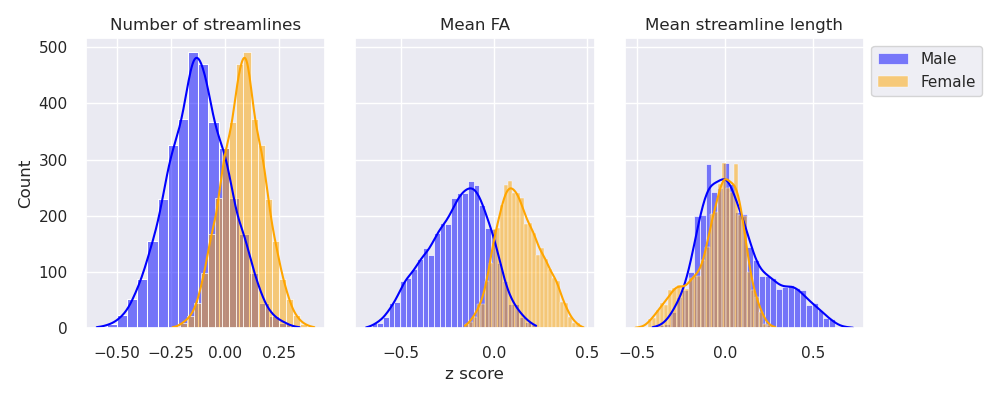 Number of streamlines
Mean FA
Mean streamline length
Male
Female
Count
500
400
300
200
100
0
−0.50 −0.25 0.00 0.25
−0.5 0.0 0.5
−0.5 0.0 0.5
z score